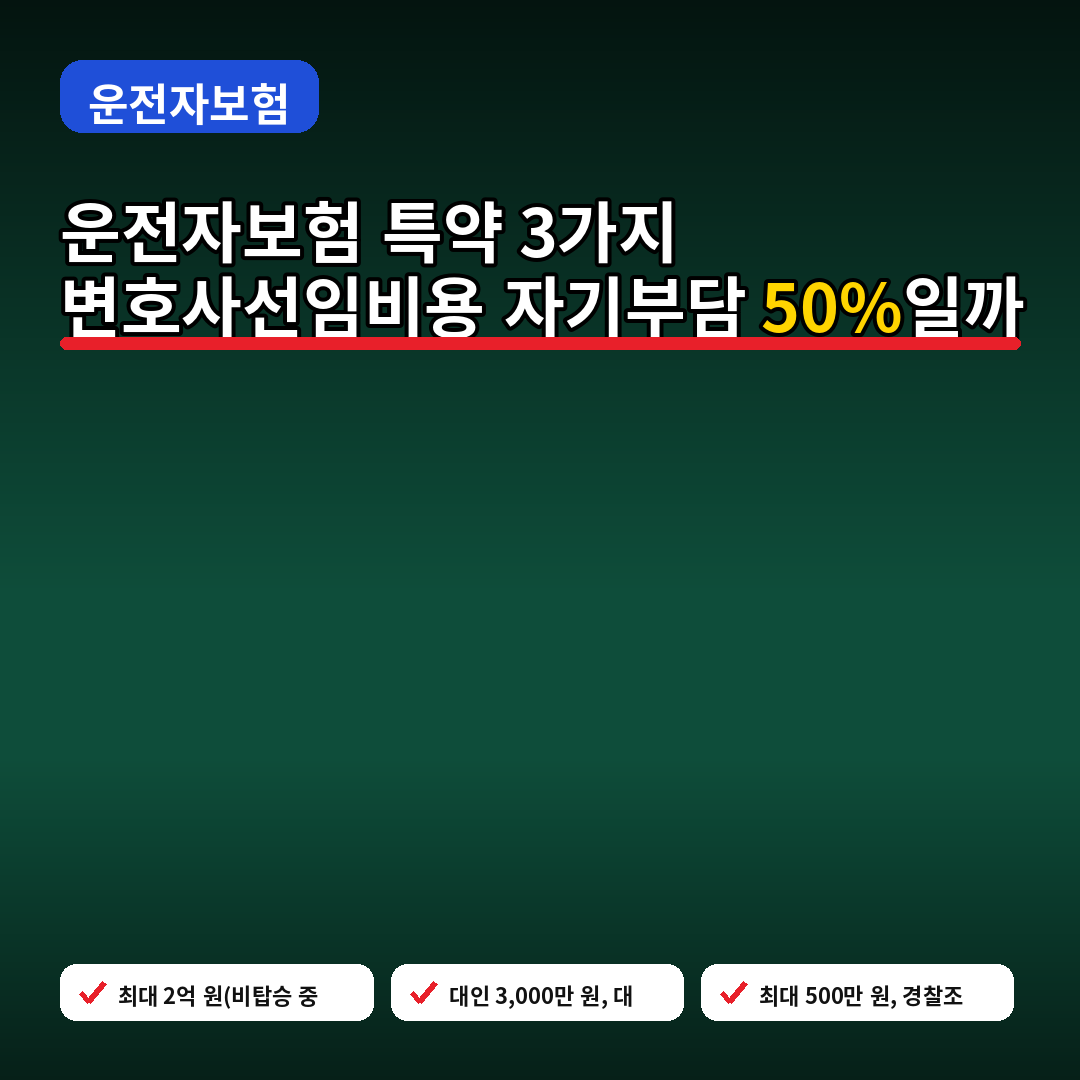 운전자보험
운전자보험 특약 3가지
변호사선임비용 자기부담 50%일까
최대 2억 원(비탑승 중
대인 3,000만 원, 대
최대 500만 원, 경찰조